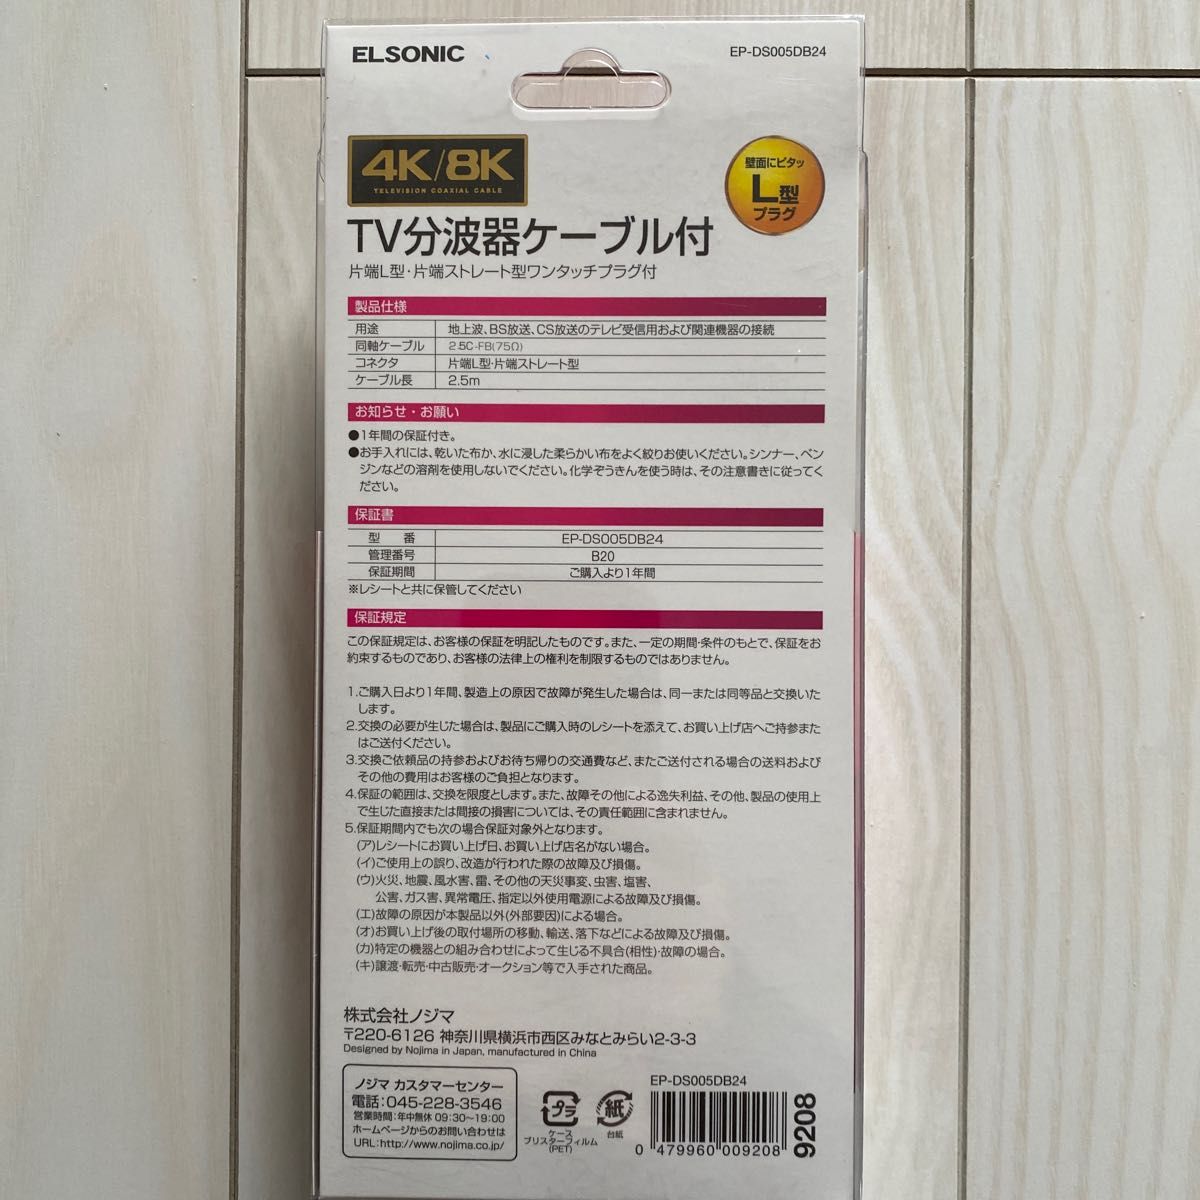 ELSONIC
EP-DS005DB24
4K/8K
TELEVISION COAXIAL CABLE
壁面にピタッ
L型
プラグ
TV分波器ケーブル付
片端L型・片端ストレート型ワンタッチプラグ付
製品仕様
用途 地上波、BS放送、CS放送のテレビ受信用および関連機器の接続
同軸ケーブル 2.5C-FB(75Ω)
コネクタ 片端L型・片端ストレート型
ケーブル長 2.5m
お知らせ・お願い
●1年間の保証付き。
●お手入れには、乾いた布か、水に浸した柔らかい布をよく絞りお使いください。シンナー、ベン
ジンなどの溶剤を使用しないでください。化学ぞうきんを使う時は、その注意書きに従ってく
ださい。
保証書
型 番 EP-DS005DB24
管理番号 B20
保証期間 ご購入より1年間
※レシートと共に保管してください
保証規定
この保証規定は、お客様の保証を明記したものです。また、一定の期間・条件のもとで、保証をお
約束するものであり、お客様の法律上の権利を制限するものではありません。
1.ご購入日より1年間、製造上の原因で故障が発生した場合は、同一または同等品と交換いた
します。
2.交換の必要が生じた場合は、製品にご購入時のレシートを添えて、お買い上げ店へご持参また
はご送付ください。
3.交換ご依頼品の持参およびお待ち帰りの交通費など、またご送付される場合の送料および
その他の費用はお客様のご負担となります。
4.保証の範囲は、交換を限度とします。また、故障その他による逸失利益、その他、製品の使用上
で生じた直接または間接の損害については、その責任範囲に含まれません。
5.保証期間内でも次の場合保証対象外となります。
(ア)レシートにお買い上げ日、お買い上げ店名がない場合。
(イ)ご使用上の誤り、改造が行われた際の故障及び損傷。
(ウ)火災、地震、風水害、雷、その他の天災事変、虫害、塩害、
公害、ガス害、異常電圧、指定以外使用電源による故障及び損傷。
(エ)故障の原因が本製品以外(外部要因)による場合。
(オ)お買い上げ後の取付場所の移動、輸送、落下などによる故障及び損傷。
(カ)特定の機器との組み合わせによって生じる不具合(相性)・故障の場合。
(キ)譲渡・転売・中古販売・オークション等で入手された商品。
株式会社ノジマ
〒220-6126 神奈川県横浜市西区みなとみらい2-3-3
Designed by Nojima in Japan, manufactured in China
ノジマ カスタマーセンター
電話:045-228-3546
営業時間:年中無休 09:30〜19:00
ホームページからのお問い合わせは
URL:http://www.nojima.co.jp/
プラ
ケース
ブリスターフィルム
(PET)
紙
台紙
EP-DS005DB24
0 479960 009208
9208